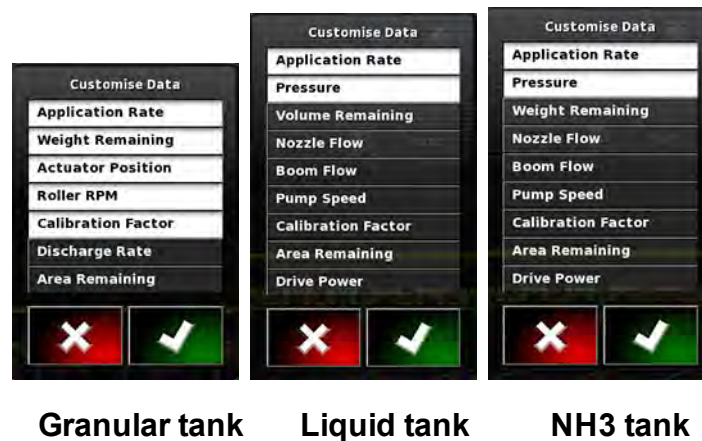 Customise Data
Application Rate
Weight Remaining
Actuator Position
Roller RPM
Calibration Factor
Discharge Rate
Area Remaining
Customise Data
Application Rate
Pressure
Volume Remaining
Nozzle Flow
Boom Flow
Pump Speed
Calibration Factor
Area Remaining
Drive Power
Customise Data
Application Rate
Pressure
Weight Remaining
Nozzle Flow
Boom Flow
Pump Speed
Calibration Factor
Area Remaining
Drive Power
Granular tank
Liquid tank
NH3 tank